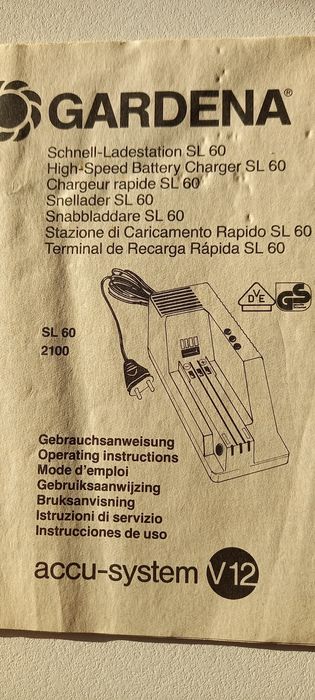 GARDENA®
Schnell-Ladestation SL 60
High-Speed Battery Charger SL 60
Chargeur rapide SL 60
Snellader SL 60
Snabbladdare SL 60
Stazione di Caricamento Rapido SL 60
Terminal de Recarga Rápida SL 60
DVE
GS
SL 60
2100
Gebrauchsanweisung
Operating instructions
Mode d'emploi
Gebruiksaanwijzing
Bruksanvisning
Istruzioni di servizio
Instrucciones de uso
accu-system V12